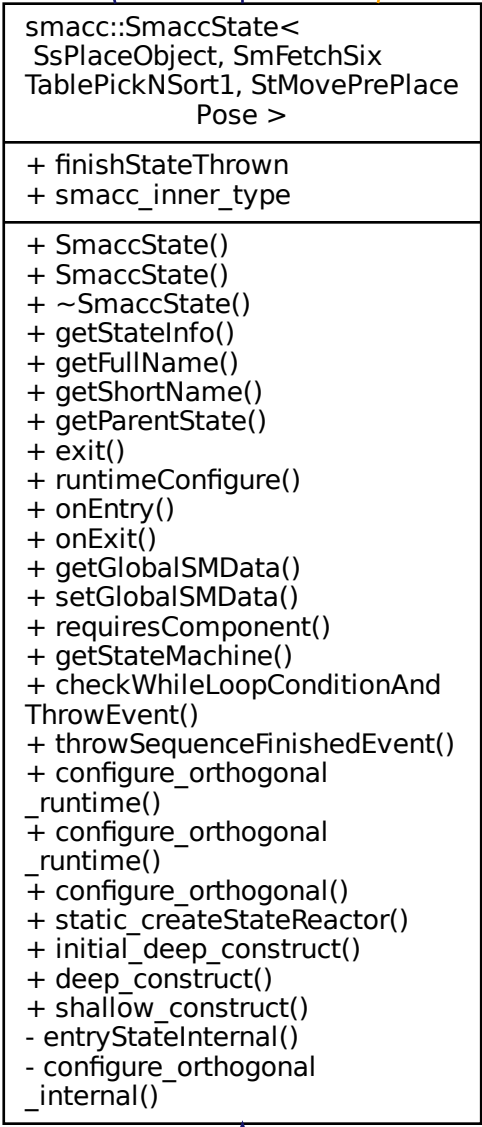 smacc::SmaccState<
SsPlaceObject, SmFetchSix
TablePickNSort1, StMovePrePlace
Pose >
+ finishStateThrown
+ smacc_inner_type
+ SmaccState()
+ SmaccState()
+ ~SmaccState()
+ getStateInfo()
+ getFullName()
+ getShortName()
+ getParentState()
+ exit()
+ runtimeConfigure()
+ onEntry()
+ onExit()
+ getGlobalSMData()
+ setGlobalSMData()
+ requiresComponent()
+ getStateMachine()
+ checkWhileLoopConditionAnd
ThrowEvent()
+ throwSequenceFinishedEvent()
+ configure_orthogonal
_runtime()
+ configure_orthogonal
_runtime()
+ configure_orthogonal()
+ static_createStateReactor()
+ initial_deep_construct()
+ deep_construct()
+ shallow_construct()
- entryStateInternal()
- configure_orthogonal
_internal()